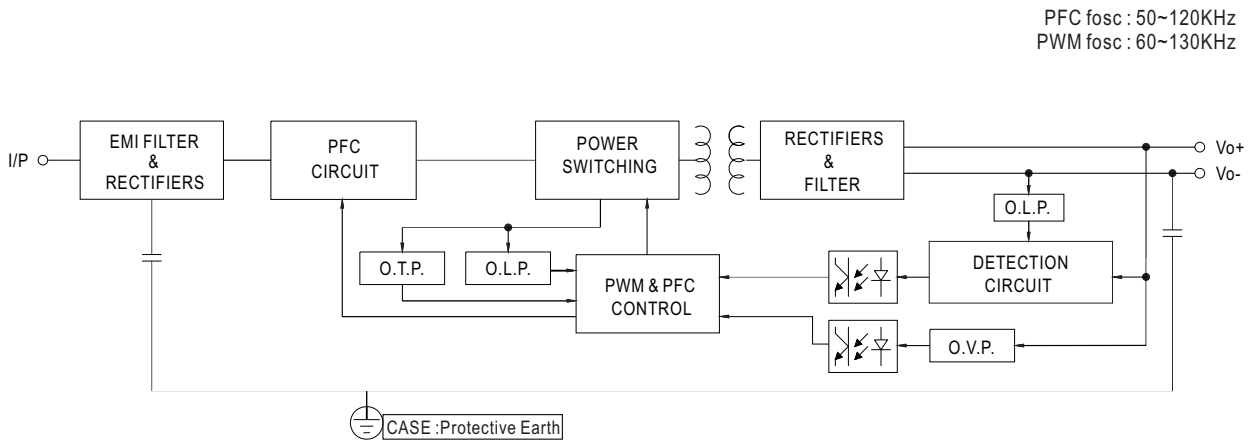 PFC fosc : 50~120KHz
PWM fosc : 60~130KHz
I/P
EMI FILTER
&
RECTIFIERS
PFC
CIRCUIT
POWER
SWITCHING
RECTIFIERS
&
FILTER
Vo+
Vo-
O.L.P.
O.T.P.
O.L.P.
PWM & PFC
CONTROL
DETECTION
CIRCUIT
O.V.P.
CASE :Protective Earth